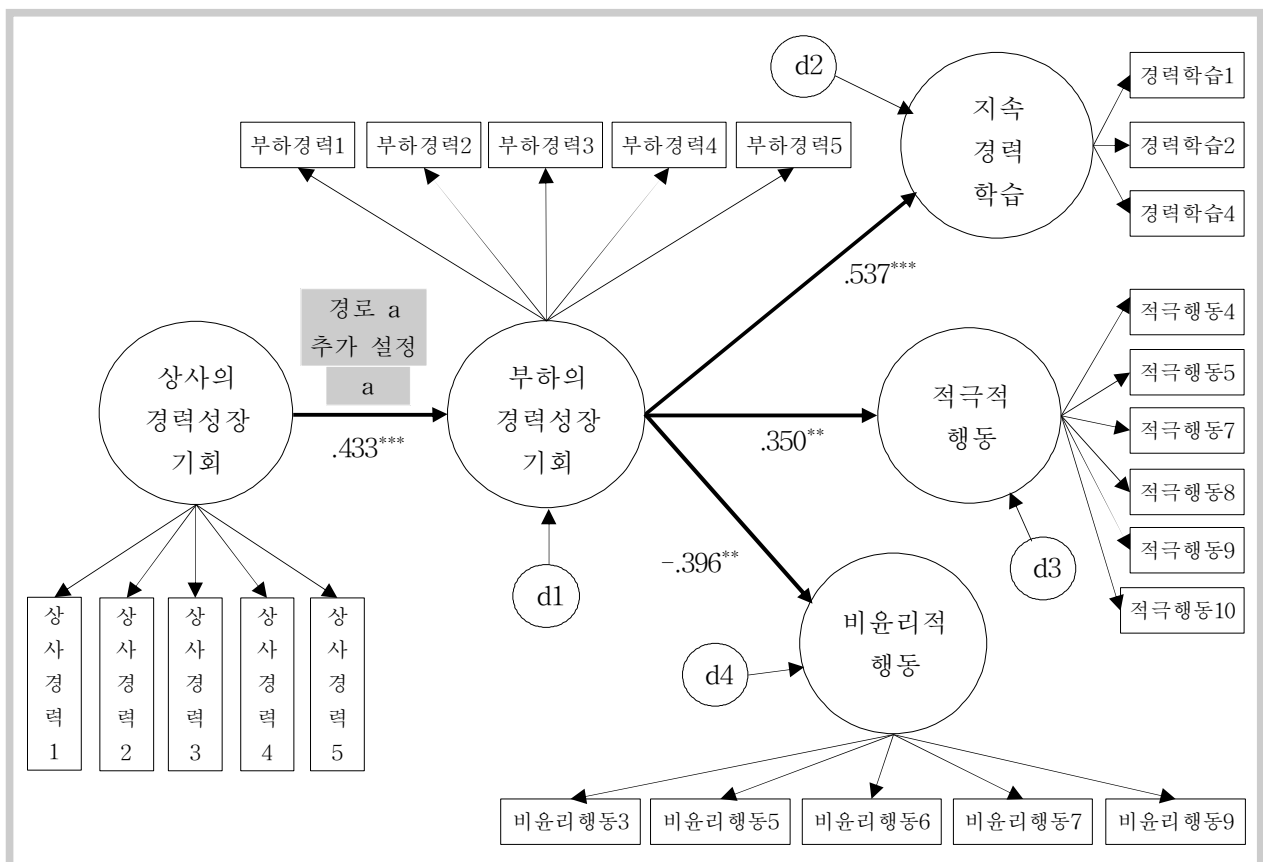 d2
지속
경력
학습
경력학습1
경력학습2
경력학습4
부하경력1
부하경력2
부하경력3
부하경력4
부하경력5
.537***
경로 a
추가 설정
a
상사의
경력성장
기회
.433***
부하의
경력성장
기회
.350**
적극적
행동
적극행동4
적극행동5
적극행동7
적극행동8
적극행동9
적극행동10
d3
d1
-.396**
비윤리적
행동
d4
상사경력1
상사경력2
상사경력3
상사경력4
상사경력5
비윤리행동3
비윤리행동5
비윤리행동6
비윤리행동7
비윤리행동9